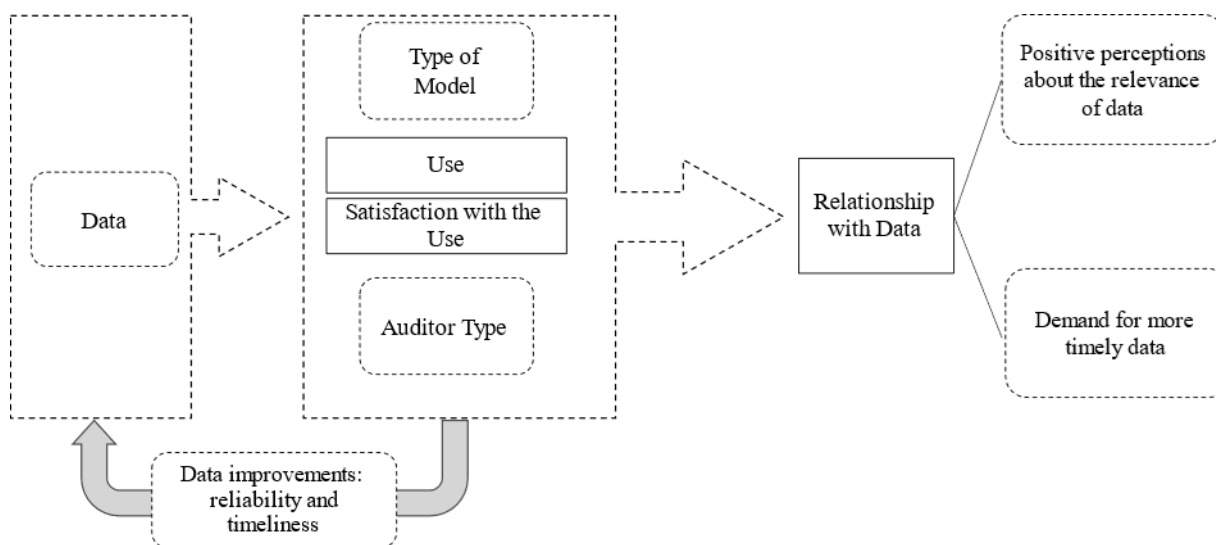 Data
Type of
Model
Use
Satisfaction with the
Use
Auditor Type
Data improvements:
reliability and
timeliness
Relationship
with Data
Positive perceptions
about the relevance
of data
Demand for more
timely data